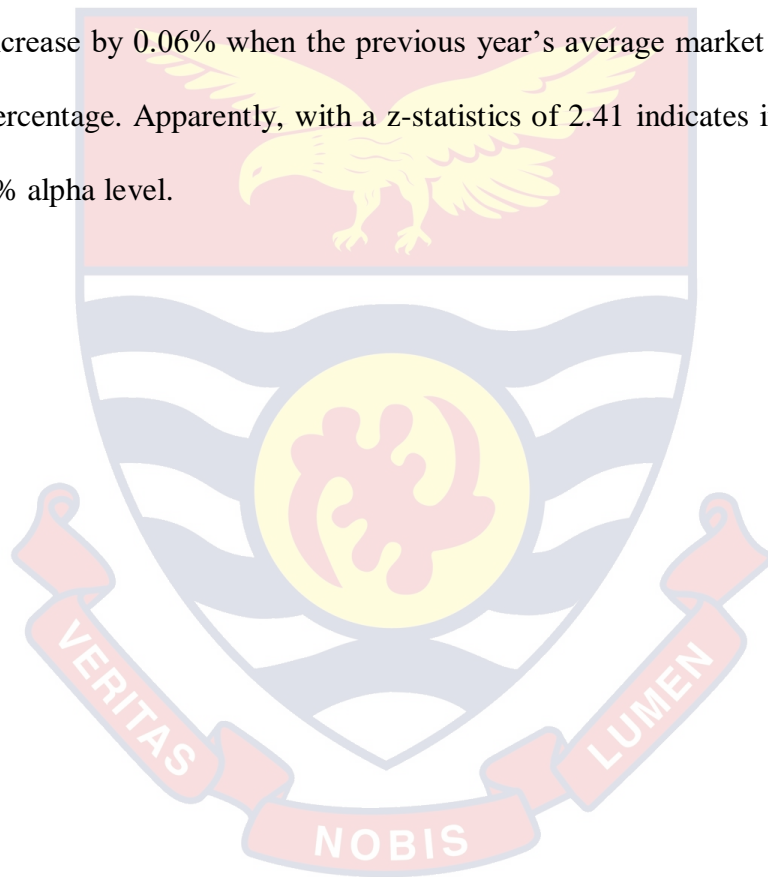 crease by 0.06% when the previous year’s average market
ercentage. Apparently, with a z-statistics of 2.41 indicates i
% alpha level.
VERITAS
NOBIS
LUMEN